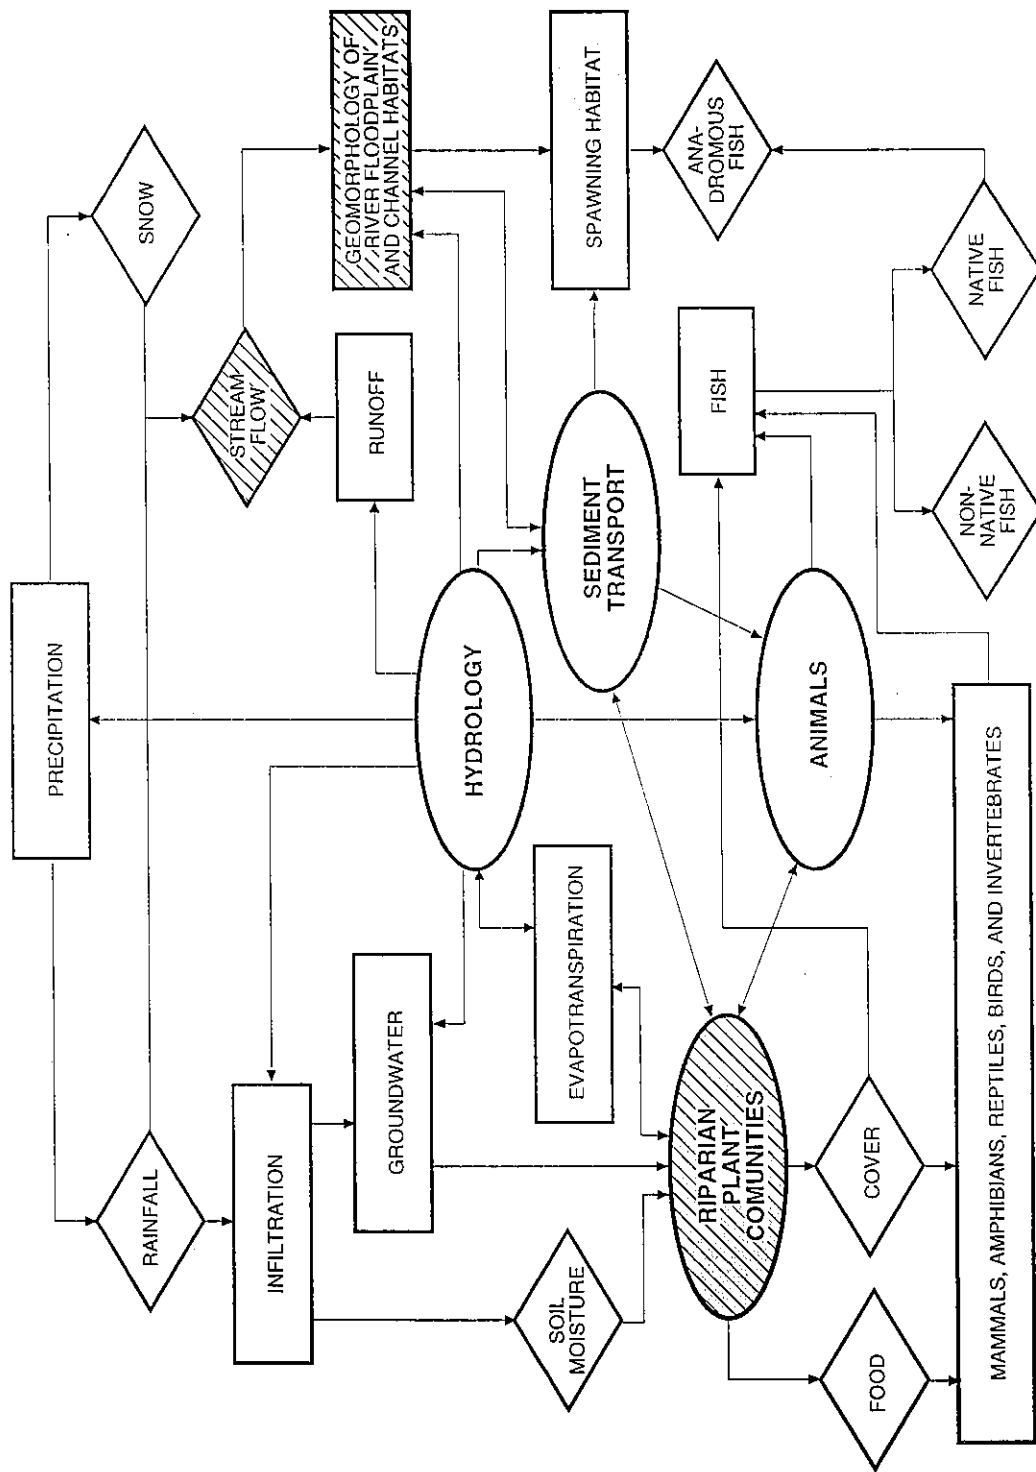 PRECIPITATION
RAINFALL
SNOW
INFILTRATION
STREAM
FLOW
GROUNDWATER
RUNOFF
GEOMORPHOLOGY OF
RIVER FLOODPLAIN
AND CHANNEL HABITATS
HYDROLOGY
SOIL
MOISTURE
EVAPOTRANSPIRATION
SEDIMENT
TRANSPORT
SPAWNING HABITAT
RIPARIAN
PLANT
COMUNITIES
FISH
ANA-
DROMOUS
FISH
ANIMALS
FOOD
COVER
NON-
NATIVE
FISH
NATIVE
FISH
MAMMALS, AMPHIBIANS, REPTILES, BIRDS, AND INVERTEBRATES